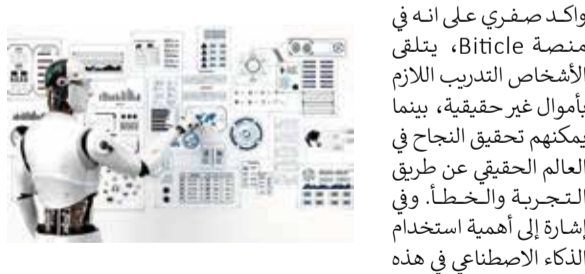 واكد صفري على انه في
منصة Biticle، يتلقى
الأشخاص التدريب اللازم
بأموال غير حقيقية، بينما
يمكنهم تحقيق النجاح في
العالم الحقيقي عن طريق
التجربة والخطأ. وفي
إشارة إلى أهمية استخدام
الذكاء الاصطناعي في هذه